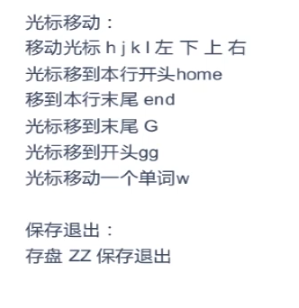 光标移动：
移动光标 h j k l 左 下 上 右
光标移到本行开头home
移到本行末尾 end
光标移到末尾 G
光标移到开头gg
光标移动一个单词w

保存退出：
存盘 ZZ 保存退出